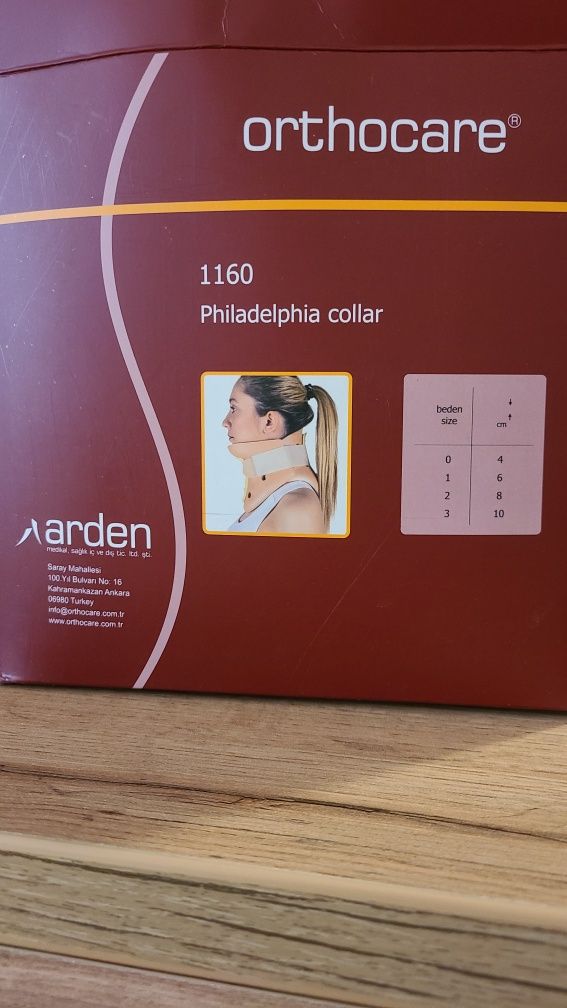 orthocare®
1160
Philadelphia collar
beden
size
cm
0 4
1 6
2 8
3 10
arden
medikal, sağlık iç ve dış tic. ltd. şti.
Saray Mahallesi
100.Yıl Bulvarı No: 16
Kahramankazan Ankara
06980 Turkey
info@orthocare.com.tr
www.orthocare.com.tr